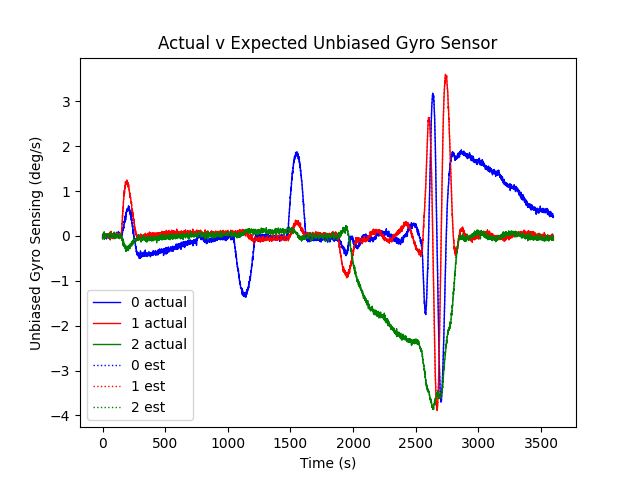 Actual v Expected Unbiased Gyro Sensor
Unbiased Gyro Sensing (deg/s)
3
2
1
0
−1
−2
−3
−4
0 actual
1 actual
2 actual
0 est
1 est
2 est
0 500 1000 1500 2000 2500 3000 3500
Time (s)